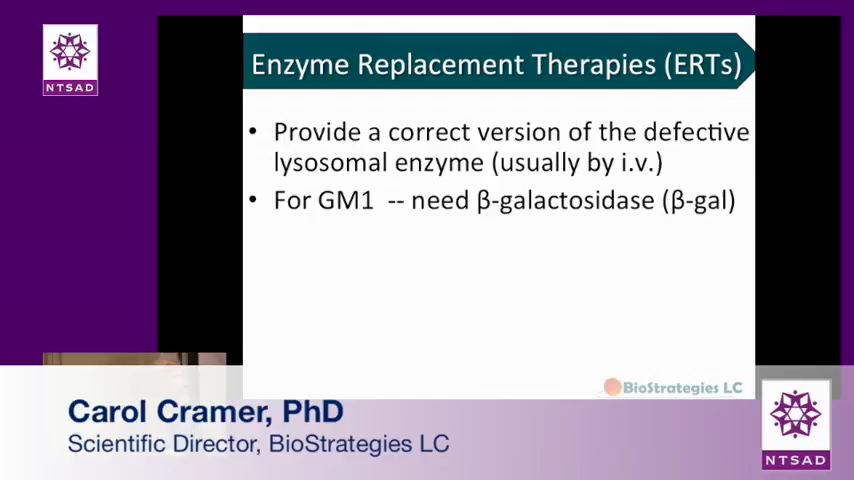 NTSAD
Enzyme Replacement Therapies (ERTs)
• Provide a correct version of the defective
lysosomal enzyme (usually by i.v.)
• For GM1 -- need β-galactosidase (β-gal)
BioStrategies LC
Carol Cramer, PhD
Scientific Director, BioStrategies LC
NTSAD